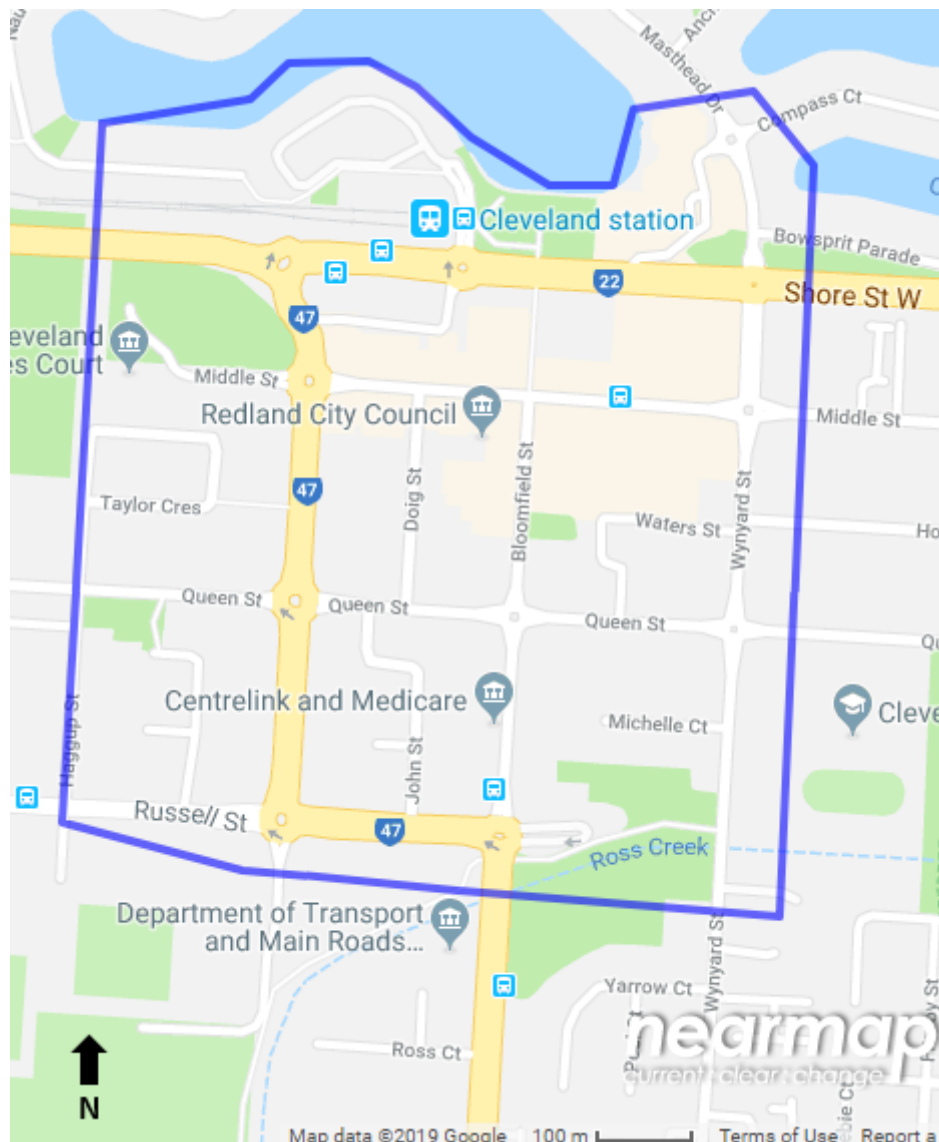 Masthead Dr
Compass Ct
Cleveland station
Bowsprit Parade
22
Shore St W
47
eveland
es Court
Middle St
Redland City Council
Middle St
47
Doig St
Bloomfield St
Wynyard St
Taylor Cres
Waters St
Ho
Queen St
Queen St
Queen St
Qu
Centrelink and Medicare
Michelle Ct
Cleve
Haggup St
John St
Russell St
47
Ross Creek
Department of Transport
and Main Roads...
Wynyard St
Yarrow Ct
Ross Ct
N
nearmap
current : clear : change
Map data ©2019 Google
100 m
Terms of Use
Report a